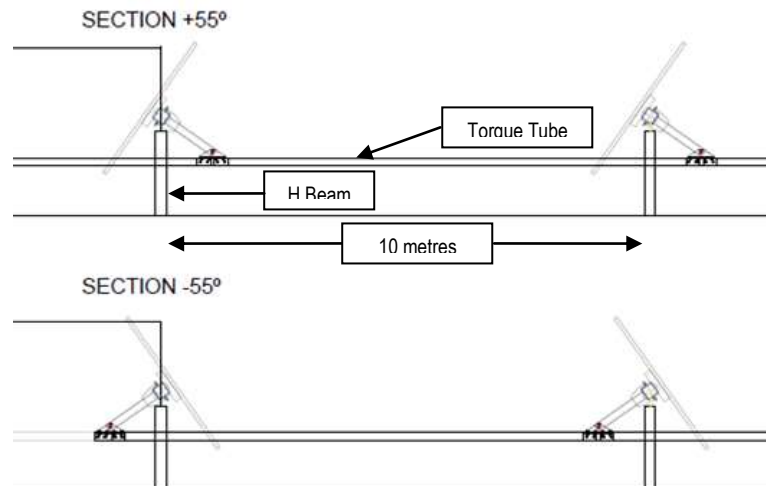 SECTION +55º
Torque Tube
H Beam
10 metres
SECTION -55º